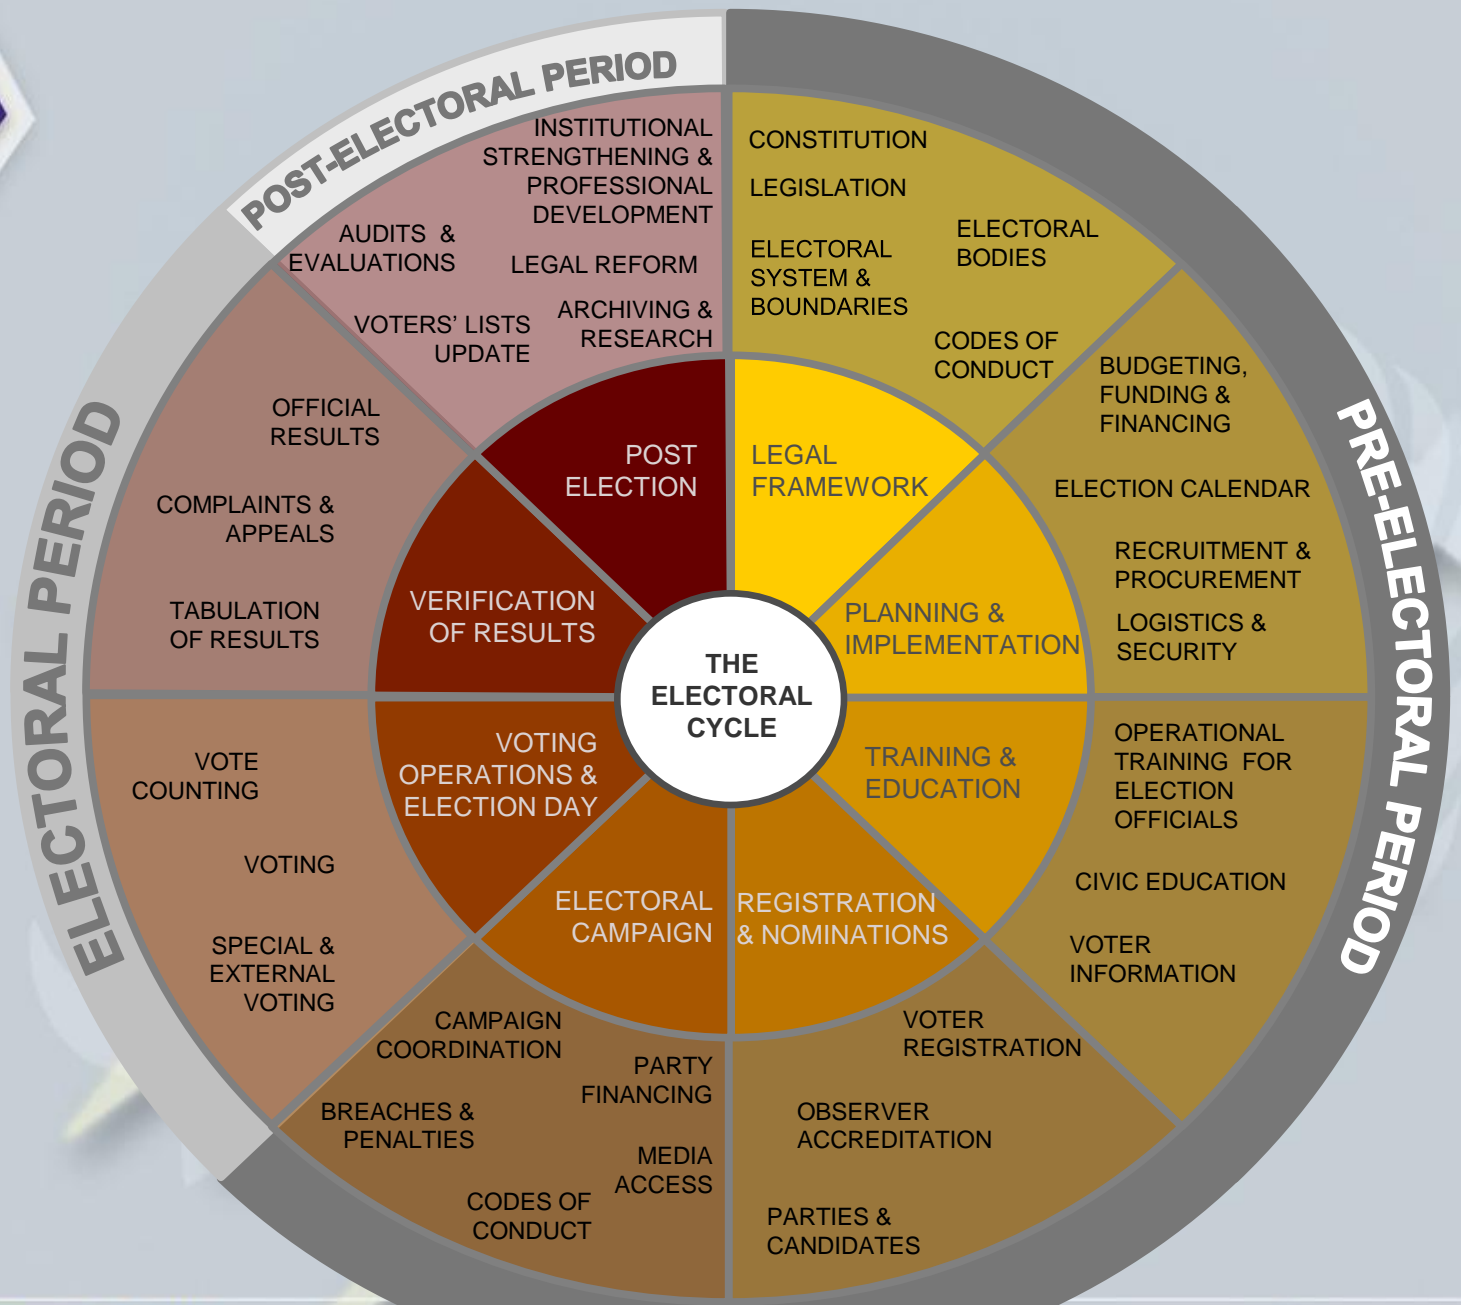 POST-ELECTORAL PERIOD
PRE-ELECTORAL PERIOD
ELECTORAL PERIOD
THE
ELECTORAL
CYCLE
LEGAL
FRAMEWORK
CONSTITUTION
LEGISLATION
ELECTORAL
SYSTEM &
BOUNDARIES
ELECTORAL
BODIES
CODES OF
CONDUCT
PLANNING &
IMPLEMENTATION
BUDGETING,
FUNDING &
FINANCING
ELECTION CALENDAR
RECRUITMENT &
PROCUREMENT
LOGISTICS &
SECURITY
TRAINING &
EDUCATION
OPERATIONAL
TRAINING FOR
ELECTION
OFFICIALS
CIVIC EDUCATION
VOTER
INFORMATION
REGISTRATION
& NOMINATIONS
VOTER
REGISTRATION
OBSERVER
ACCREDITATION
PARTIES &
CANDIDATES
ELECTORAL
CAMPAIGN
CAMPAIGN
COORDINATION
PARTY
FINANCING
BREACHES &
PENALTIES
MEDIA
ACCESS
CODES OF
CONDUCT
VOTING
OPERATIONS &
ELECTION DAY
VOTE
COUNTING
VOTING
SPECIAL &
EXTERNAL
VOTING
VERIFICATION
OF RESULTS
OFFICIAL
RESULTS
COMPLAINTS &
APPEALS
TABULATION
OF RESULTS
POST
ELECTION
INSTITUTIONAL
STRENGTHENING &
PROFESSIONAL
DEVELOPMENT
AUDITS &
EVALUATIONS
LEGAL REFORM
VOTERS’ LISTS
UPDATE
ARCHIVING &
RESEARCH